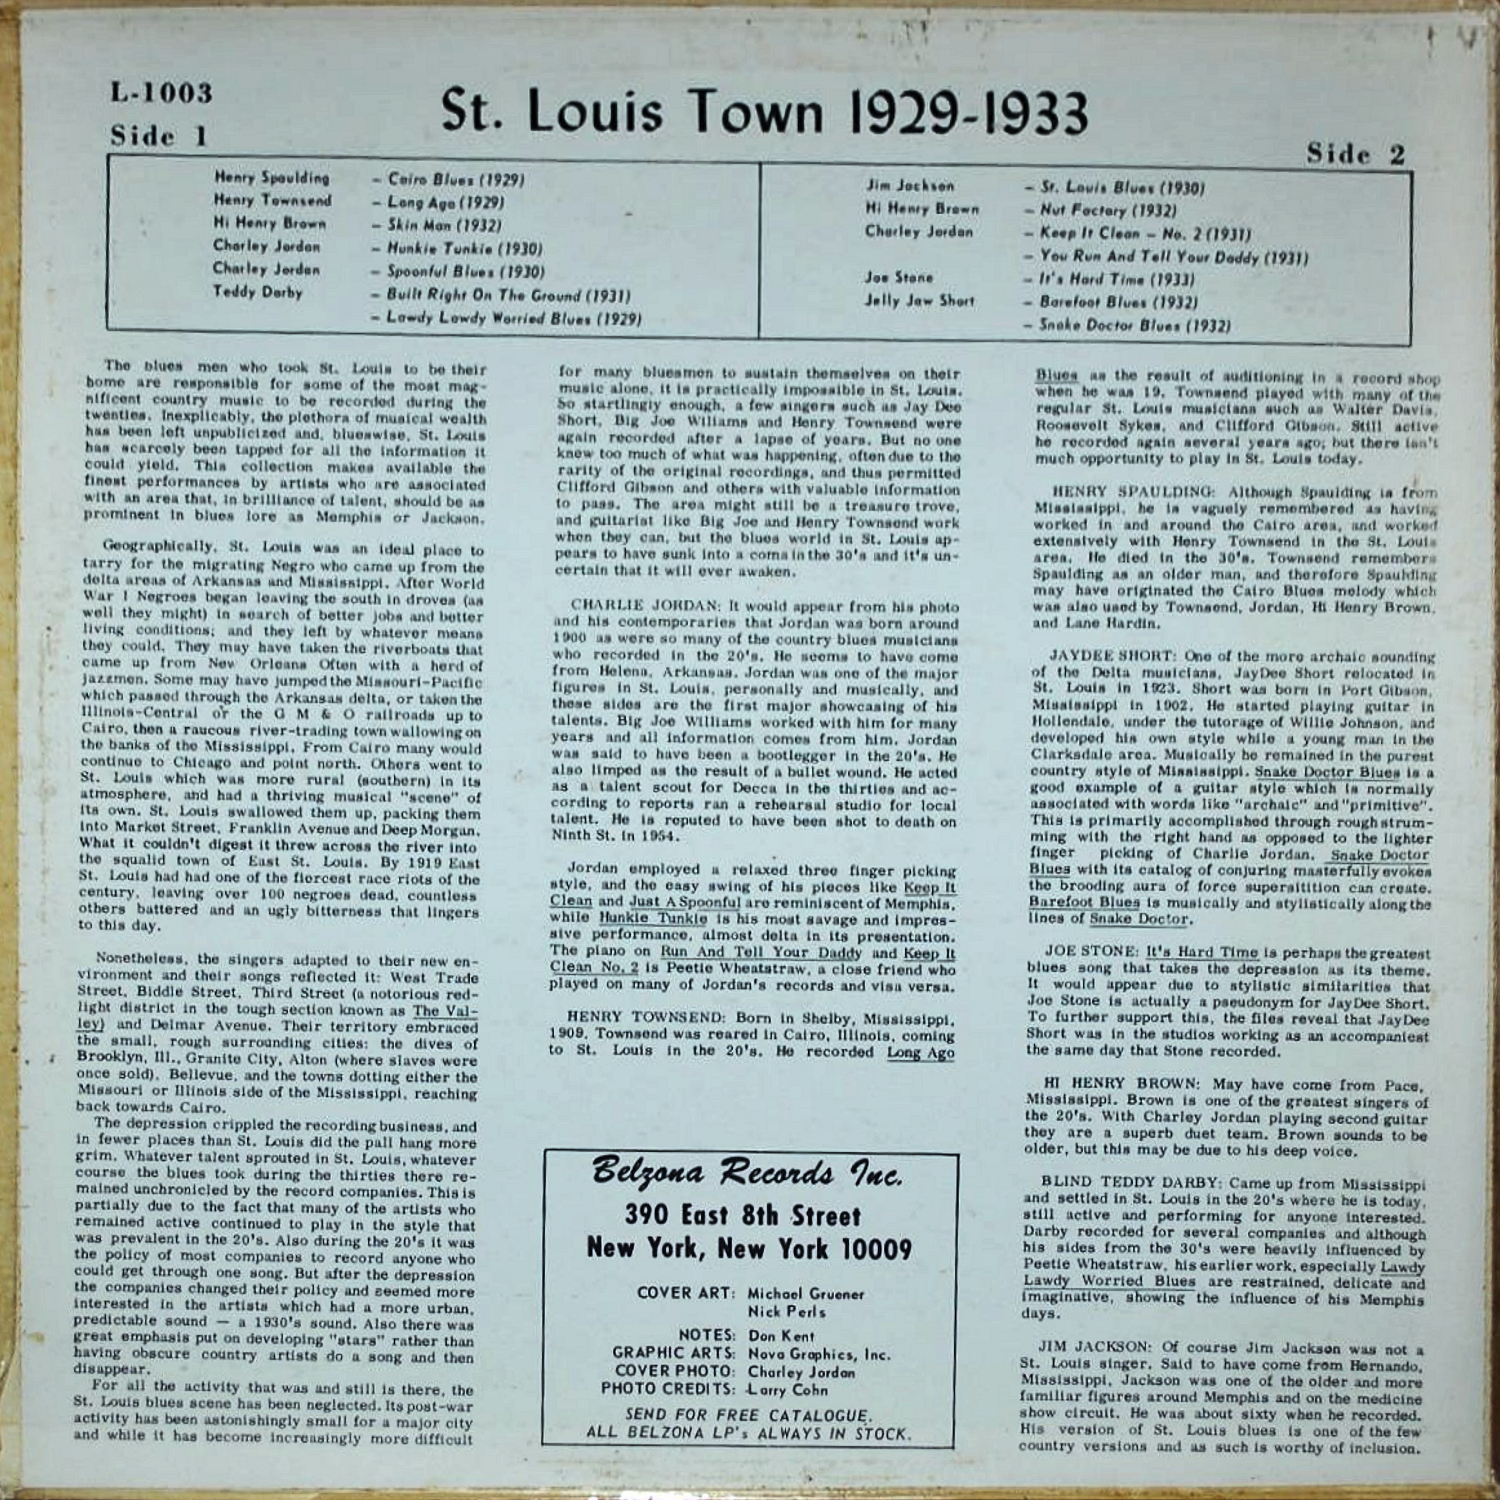 L-1003
St. Louis Town 1929-1933
Side 1
Side 2
Henry Spaulding – Cairo Blues (1929)
Henry Townsend – Long Ago (1929)
Hi Henry Brown – Skin Man (1932)
Charley Jordan – Hunkie Tunkie (1930)
Charley Jordan – Spoonful Blues (1930)
Teddy Darby – Built Right On The Ground (1931)
– Lawdy Lawdy Worried Blues (1929)
Jim Jackson – St. Louis Blues (1930)
Hi Henry Brown – Nut Factory (1932)
Charley Jordan – Keep It Clean – No. 2 (1931)
– You Run And Tell Your Daddy (1931)
Joe Stone – It's Hard Time (1933)
Jelly Jaw Short – Barefoot Blues (1932)
– Snake Doctor Blues (1932)
The blues men who took St. Louis to be their
home are responsible for some of the most mag-
nificent country music to be recorded during the
twenties. Inexplicably, the plethora of musical wealth
has been left unpublicized and, blueswise, St. Louis
has scarcely been tapped for all the information it
could yield. This collection makes available the
finest performances by artists who are associated
with an area that, in brilliance of talent, should be as
prominent in blues lore as Memphis or Jackson.
Geographically, St. Louis was an ideal place to
tarry for the migrating Negro who came up from the
delta areas of Arkansas and Mississippi. After World
War I Negroes began leaving the south in droves (as
well they might) in search of better jobs and better
living conditions; and they left by whatever means
they could. They may have taken the riverboats that
came up from New Orleans Often with a herd of
jazzmen. Some may have jumped the Missouri-Pacific
which passed through the Arkansas delta, or taken the
Illinois-Central or the G M & O railroads up to
Cairo, then a raucous river-trading town wallowing on
the banks of the Mississippi. From Cairo many would
continue to Chicago and point north. Others went to
St. Louis which was more rural (southern) in its
atmosphere, and had a thriving musical "scene" of
its own. St. Louis swallowed them up, packing them
into Market Street, Franklin Avenue and Deep Morgan.
What it couldn't digest it threw across the river into
the squalid town of East St. Louis. By 1919 East
St. Louis had had one of the fiercest race riots of the
century, leaving over 100 negroes dead, countless
others battered and an ugly bitterness that lingers
to this day.
Nonetheless, the singers adapted to their new en-
vironment and their songs reflected it: West Trade
Street, Biddle Street, Third Street (a notorious red-
light district in the tough section known as The Val-
ley) and Delmar Avenue. Their territory embraced
the small, rough surrounding cities: the dives of
Brooklyn, Ill., Granite City, Alton (where slaves were
once sold), Bellevue, and the towns dotting either the
Missouri or Illinois side of the Mississippi, reaching
back towards Cairo.
The depression crippled the recording business, and
in fewer places than St. Louis did the pall hang more
grim. Whatever talent sprouted in St. Louis, whatever
course the blues took during the thirties there re-
mained unchronicled by the record companies. This is
partially due to the fact that many of the artists who
remained active continued to play in the style that
was prevalent in the 20's. Also during the 20's it was
the policy of most companies to record anyone who
could get through one song. But after the depression
the companies changed their policy and seemed more
interested in the artists which had a more urban,
predictable sound — a 1930's sound. Also there was
great emphasis put on developing "stars" rather than
having obscure country artists do a song and then
disappear.
For all the activity that was and still is there, the
St. Louis blues scene has been neglected. Its post-war
activity has been astonishingly small for a major city
and while it has become increasingly more difficult
for many bluesmen to sustain themselves on their
music alone, it is practically impossible in St. Louis.
So startlingly enough, a few singers such as Jay Dee
Short, Big Joe Williams and Henry Townsend were
again recorded after a lapse of years. But no one
knew too much of what was happening, often due to the
rarity of the original recordings, and thus permitted
Clifford Gibson and others with valuable information
to pass. The area might still be a treasure trove,
and guitarist like Big Joe and Henry Townsend work
when they can, but the blues world in St. Louis ap-
pears to have sunk into a coma in the 30's and it's un-
certain that it will ever awaken.
CHARLIE JORDAN: It would appear from his photo
and his contemporaries that Jordan was born around
1900 as were so many of the country blues musicians
who recorded in the 20's. He seems to have come
from Helena, Arkansas. Jordan was one of the major
figures in St. Louis, personally and musically, and
these sides are the first major showcasing of his
talents. Big Joe Williams worked with him for many
years and all information comes from him. Jordan
was said to have been a bootlegger in the 20's. He
also limped as the result of a bullet wound. He acted
as a talent scout for Decca in the thirties and ac-
cording to reports ran a rehearsal studio for local
talent. He is reputed to have been shot to death on
Ninth St. in 1954.
Jordan employed a relaxed three finger picking
style, and the easy swing of his pieces like Keep It
Clean and Just A Spoonful are reminiscent of Memphis,
while Hunkie Tunkie is his most savage and impres-
sive performance, almost delta in its presentation.
The piano on Run And Tell Your Daddy and Keep It
Clean No. 2 is Peetie Wheatstraw, a close friend who
played on many of Jordan's records and visa versa.
HENRY TOWNSEND: Born in Shelby, Mississippi,
1909, Townsend was reared in Cairo, Illinois, coming
to St. Louis in the 20's. He recorded Long Ago
Blues as the result of auditioning in a record shop
when he was 19. Townsend played with many of the
regular St. Louis musicians such as Walter Davis,
Roosevelt Sykes, and Clifford Gibson. Still active
he recorded again several years ago; but there isn't
much opportunity to play in St. Louis today.
HENRY SPAULDING: Although Spaulding is from
Mississippi, he is vaguely remembered as having
worked in and around the Cairo area, and worked
extensively with Henry Townsend in the St. Louis
area. He died in the 30's. Townsend remembers
Spaulding as an older man, and therefore Spaulding
may have originated the Cairo Blues melody which
was also used by Townsend, Jordan, Hi Henry Brown,
and Lane Hardin.
JAYDEE SHORT: One of the more archaic sounding
of the Delta musicians, JayDee Short relocated in
St. Louis in 1923. Short was born in Port Gibson,
Mississippi in 1902. He started playing guitar in
Hollendale, under the tutorage of Willie Johnson, and
developed his own style while a young man in the
Clarksdale area. Musically he remained in the purest
country style of Mississippi. Snake Doctor Blues is a
good example of a guitar style which is normally
associated with words like "archaic" and "primitive".
This is primarily accomplished through rough strum-
ming with the right hand as opposed to the lighter
finger picking of Charlie Jordan. Snake Doctor
Blues with its catalog of conjuring masterfully evokes
the brooding aura of force supersitition can create.
Barefoot Blues is musically and stylistically along the
lines of Snake Doctor.
JOE STONE: It's Hard Time is perhaps the greatest
blues song that takes the depression as its theme.
It would appear due to stylistic similarities that
Joe Stone is actually a pseudonym for JayDee Short.
To further support this, the files reveal that JayDee
Short was in the studios working as an accompaniest
the same day that Stone recorded.
HI HENRY BROWN: May have come from Pace,
Mississippi. Brown is one of the greatest singers of
the 20's. With Charley Jordan playing second guitar
they are a superb duet team. Brown sounds to be
older, but this may be due to his deep voice.
BLIND TEDDY DARBY: Came up from Mississippi
and settled in St. Louis in the 20's where he is today,
still active and performing for anyone interested.
Darby recorded for several companies and although
his sides from the 30's were heavily influenced by
Peetie Wheatstraw, his earlier work, especially Lawdy
Lawdy Worried Blues are restrained, delicate and
imaginative, showing the influence of his Memphis
days.
JIM JACKSON: Of course Jim Jackson was not a
St. Louis singer. Said to have come from Hernando,
Mississippi, Jackson was one of the older and more
familiar figures around Memphis and on the medicine
show circuit. He was about sixty when he recorded.
His version of St. Louis blues is one of the few
country versions and as such is worthy of inclusion.
Belzona Records Inc.
390 East 8th Street
New York, New York 10009
COVER ART: Michael Gruener
Nick Perls
NOTES: Don Kent
GRAPHIC ARTS: Nova Graphics, Inc.
COVER PHOTO: Charley Jordan
PHOTO CREDITS: Larry Cohn
SEND FOR FREE CATALOGUE.
ALL BELZONA LP's ALWAYS IN STOCK.